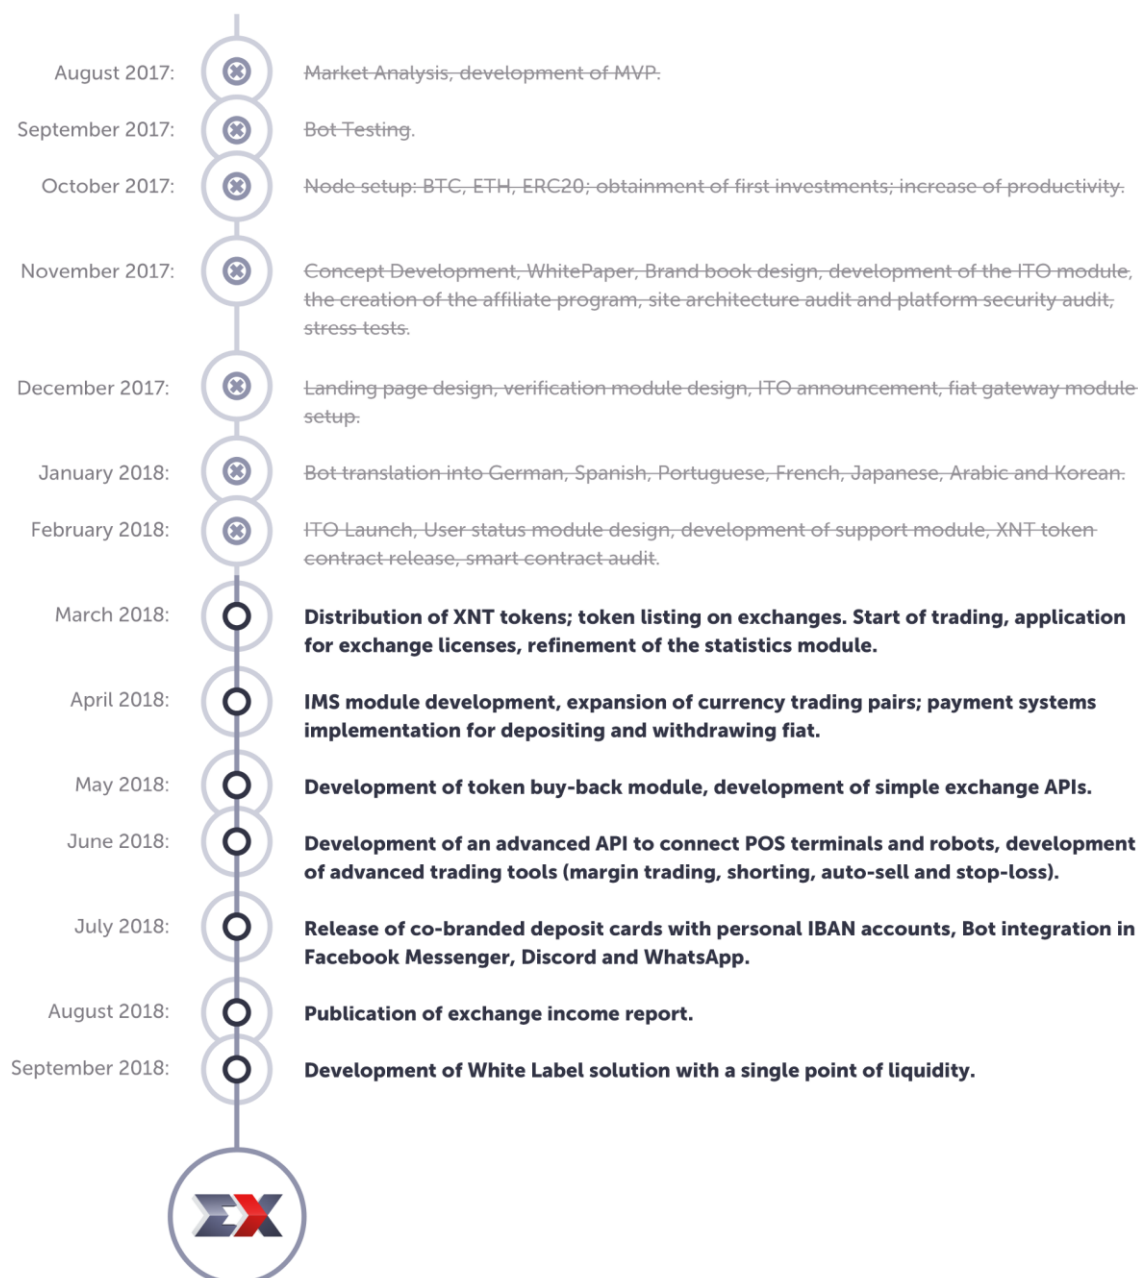 August 2017: Market Analysis, development of MVP.
September 2017: Bot Testing.
October 2017: Node setup: BTC, ETH, ERC20; obtainment of first investments; increase of productivity.
November 2017: Concept Development, WhitePaper, Brand book design, development of the ITO module,
the creation of the affiliate program, site architecture audit and platform security audit,
stress tests.
December 2017: Landing page design, verification module design, ITO announcement, fiat gateway module
setup.
January 2018: Bot translation into German, Spanish, Portuguese, French, Japanese, Arabic and Korean.
February 2018: ITO Launch, User status module design, development of support module, XNT token
contract release, smart contract audit.
March 2018: Distribution of XNT tokens; token listing on exchanges. Start of trading, application
for exchange licenses, refinement of the statistics module.
April 2018: IMS module development, expansion of currency trading pairs; payment systems
implementation for depositing and withdrawing fiat.
May 2018: Development of token buy-back module, development of simple exchange APIs.
June 2018: Development of an advanced API to connect POS terminals and robots, development
of advanced trading tools (margin trading, shorting, auto-sell and stop-loss).
July 2018: Release of co-branded deposit cards with personal IBAN accounts, Bot integration in
Facebook Messenger, Discord and WhatsApp.
August 2018: Publication of exchange income report.
September 2018: Development of White Label solution with a single point of liquidity.
EX